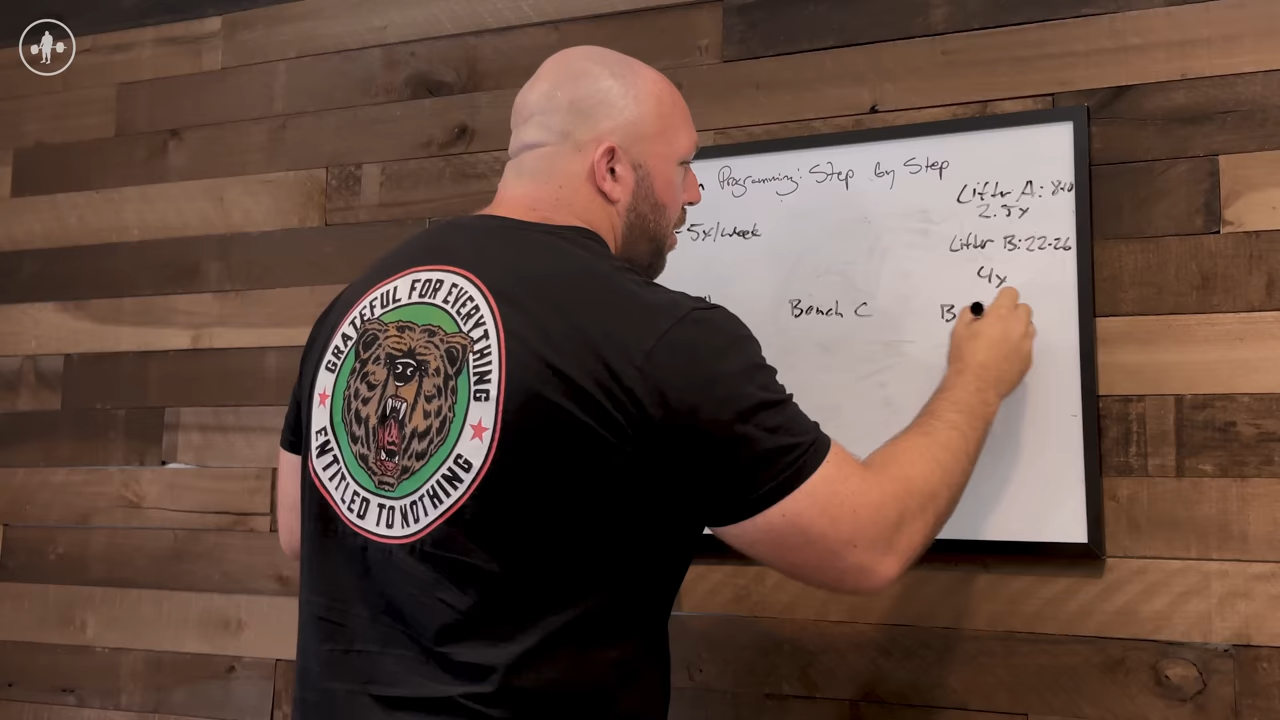 Programming: Step by Step
Lifter A: 8-10
2.5x
-5x/week
Lifter B: 22-26
4x
Bench C
B
GRATEFUL FOR EVERYTHING
ENTITLED TO NOTHING